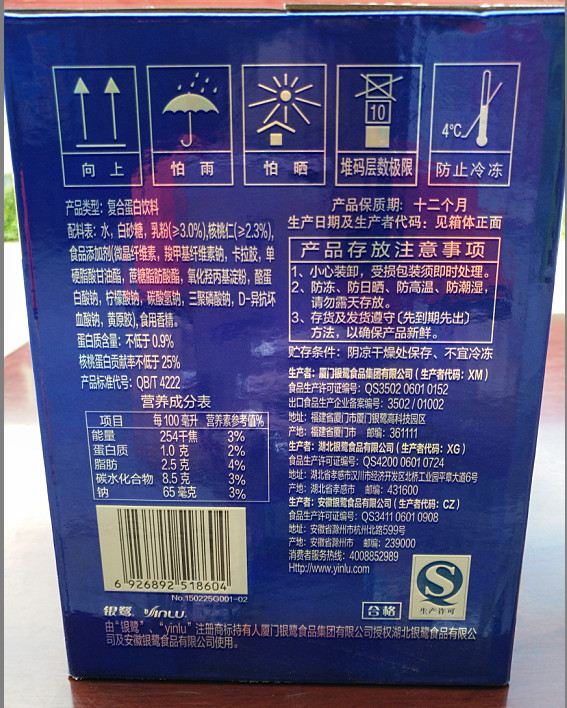 10
4℃
向上
怕雨
怕晒
堆码层数极限
防止冷冻
产品类型：复合蛋白饮料
配料表：水，白砂糖，乳粉(≥3.0%),核桃仁(≥2.3%),
食品添加剂(微晶纤维素，羧甲基纤维素钠，卡拉胶，单
硬脂酸甘油酯，蔗糖脂肪酸酯，氧化羟丙基淀粉，酪蛋
白酸钠，柠檬酸钠，碳酸氢钠，三聚磷酸钠，D-异抗坏
血酸钠，黄原胶),食用香精。
蛋白质含量：不低于0.9%
核桃蛋白贡献率不低于25%
产品标准代号：QB/T 4222
营养成分表
项目 每100毫升 营养素参考值%
能量 254千焦 3%
蛋白质 1.0 克 2%
脂肪 2.5 克 4%
碳水化合物 8.5 克 3%
钠 65 毫克 3%
6 926892 518604
No.150225G001-02
产品保质期：十二个月
生产日期及生产者代码：见箱体正面
产品存放注意事项
1、小心装卸，受损包装须即时处理。
2、防冻、防日晒、防高温、防潮湿，
请勿露天存放。
3、存货及发货遵守〔先到期先出〕
方法，以确保产品新鲜。
贮存条件：阴凉干燥处保存、不宜冷冻
生产者：厦门银鹭食品集团有限公司（生产者代码：XM）
食品生产许可证编号：QS3502 0601 0152
出口食品生产企业备案编号：3502 / 01002
地址：福建省厦门市厦门银鹭高科技园区
产地：福建省厦门市 邮编：361111
生产者：湖北银鹭食品有限公司（生产者代码：XG）
食品生产许可证编号：QS4200 0601 0724
地址：湖北省孝感市汉川市经济开发区北桥工业园平章大道6号
产地：湖北省孝感市 邮编：431600
生产者：安徽银鹭食品有限公司（生产者代码：CZ）
食品生产许可证编号：QS3411 0601 0908
地址：安徽省滁州市杭州北路599号
产地：安徽省滁州市 邮编：239000
消费者服务热线：4008852989
Http://www.yinlu.com
S
生产许可
合格
银鹭 YINLU
由“银鹭”、“yinlu”注册商标持有人厦门银鹭食品集团有限公司授权湖北银鹭食品有限公
司及安徽银鹭食品有限公司使用。